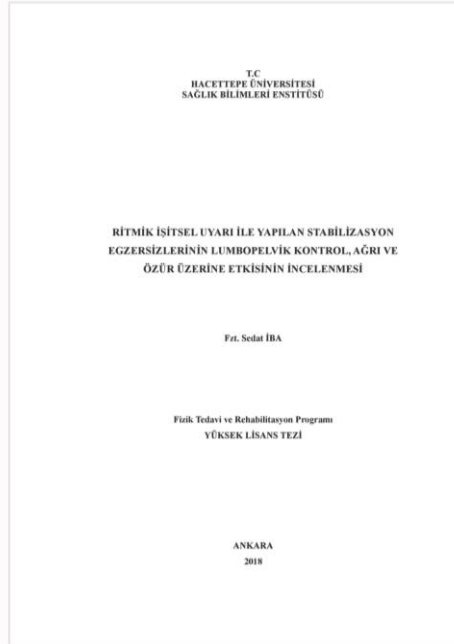 T.C
HACETTEPE ÜNİVERSİTESİ
SAĞLIK BİLİMLERİ ENSTİTÜSÜ
RİTMİK İŞİTSEL UYARI İLE YAPILAN STABİLİZASYON
EGZERSİZLERİNİN LUMBOPELVİK KONTROL, AĞRI VE
ÖZÜR ÜZERİNE ETKİSİNİN İNCELENMESİ
Fzt. Sedat İBA
Fizik Tedavi ve Rehabilitasyon Programı
YÜKSEK LİSANS TEZİ
ANKARA
2018